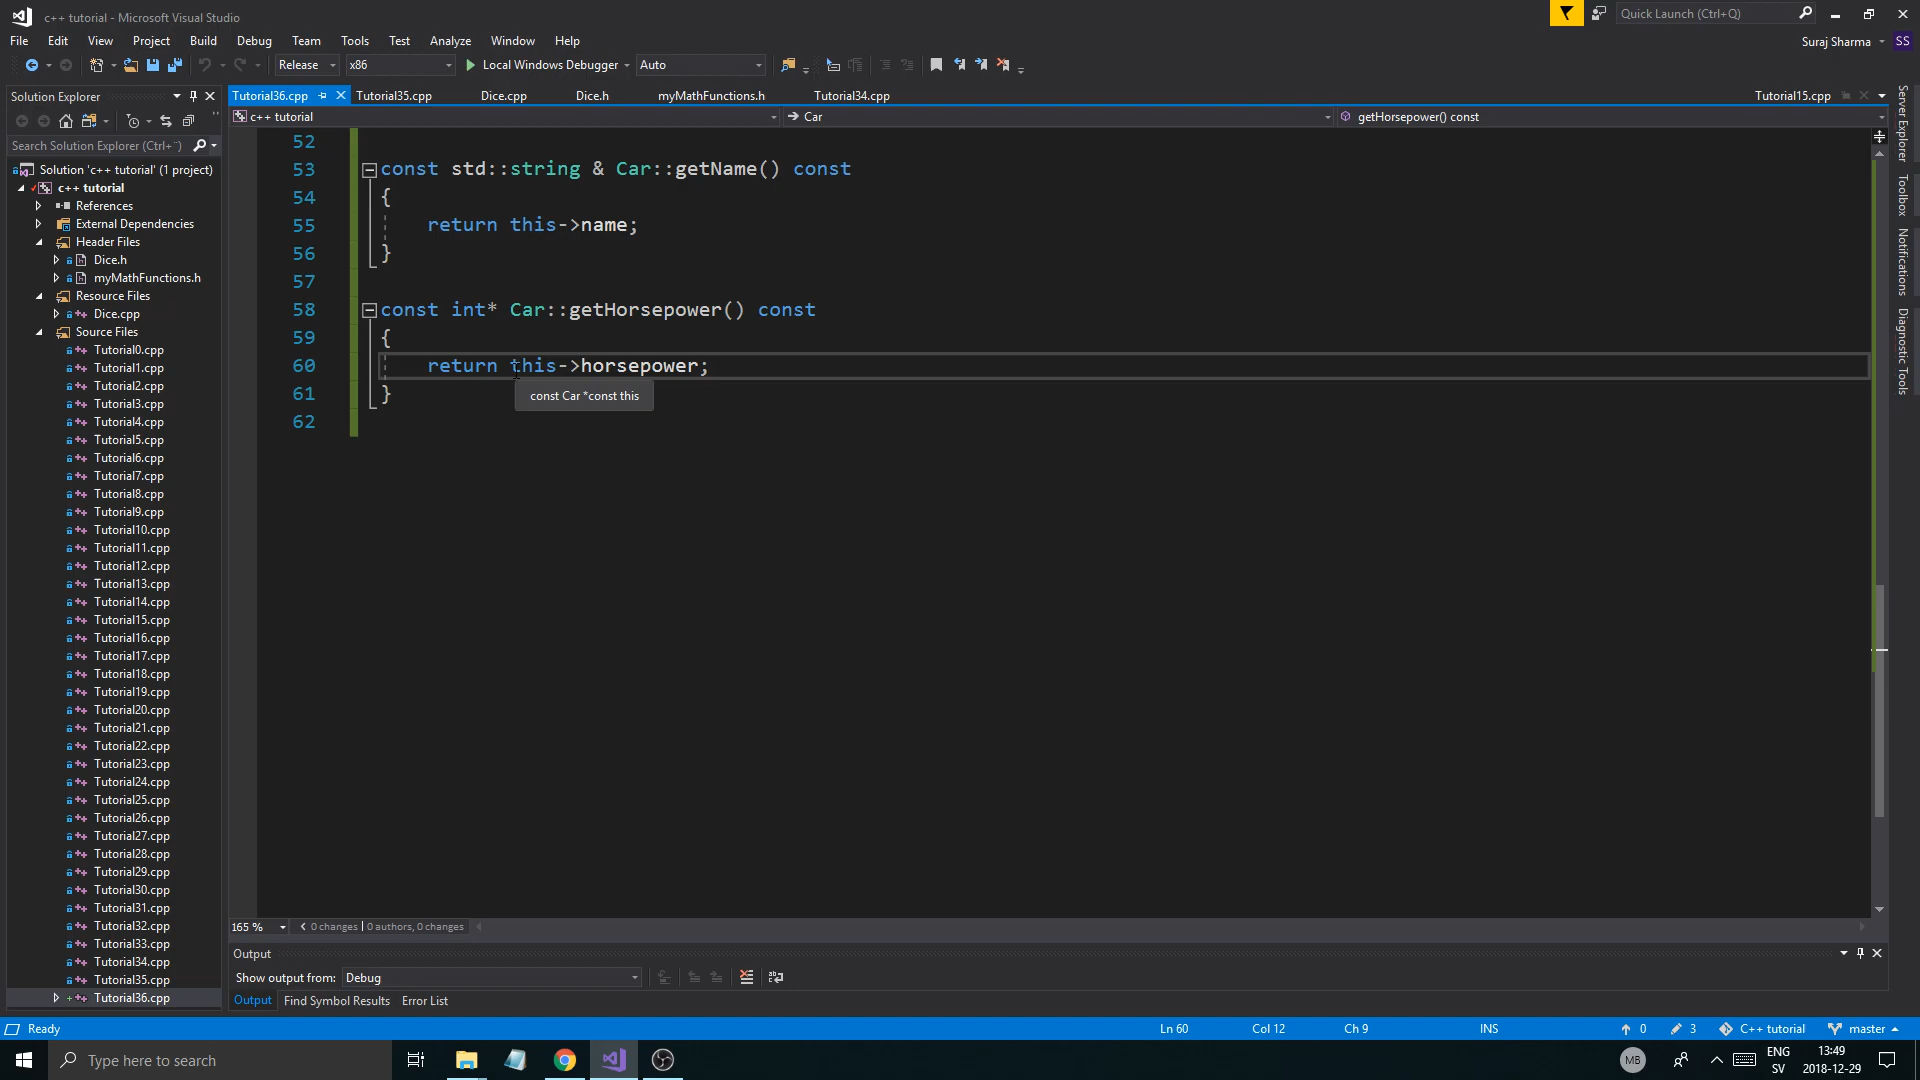 c++ tutorial - Microsoft Visual Studio
Quick Launch (Ctrl+Q)
File Edit View Project Build Debug Team Tools Test Analyze Window Help
Suraj Sharma SS
Release x86 Local Windows Debugger Auto
Solution Explorer
Search Solution Explorer (Ctrl+¨)
Solution 'c++ tutorial' (1 project)
c++ tutorial
References
External Dependencies
Header Files
Dice.h
myMathFunctions.h
Resource Files
Dice.cpp
Source Files
Tutorial0.cpp
Tutorial1.cpp
Tutorial2.cpp
Tutorial3.cpp
Tutorial4.cpp
Tutorial5.cpp
Tutorial6.cpp
Tutorial7.cpp
Tutorial8.cpp
Tutorial9.cpp
Tutorial10.cpp
Tutorial11.cpp
Tutorial12.cpp
Tutorial13.cpp
Tutorial14.cpp
Tutorial15.cpp
Tutorial16.cpp
Tutorial17.cpp
Tutorial18.cpp
Tutorial19.cpp
Tutorial20.cpp
Tutorial21.cpp
Tutorial22.cpp
Tutorial23.cpp
Tutorial24.cpp
Tutorial25.cpp
Tutorial26.cpp
Tutorial27.cpp
Tutorial28.cpp
Tutorial29.cpp
Tutorial30.cpp
Tutorial31.cpp
Tutorial32.cpp
Tutorial33.cpp
Tutorial34.cpp
Tutorial35.cpp
Tutorial36.cpp
Tutorial36.cpp Tutorial35.cpp Dice.cpp Dice.h myMathFunctions.h Tutorial34.cpp Tutorial15.cpp
c++ tutorial Car getHorsepower() const
52
53 const std::string & Car::getName() const
54 {
55 return this->name;
56 }
57
58 const int* Car::getHorsepower() const
59 {
60 return this->horsepower;
61 }
62
const Car *const this
165 % 0 changes | 0 authors, 0 changes
Output
Show output from: Debug
Output Find Symbol Results Error List
Server Explorer
Toolbox
Notifications
Diagnostic Tools
Ready Ln 60 Col 12 Ch 9 INS 0 3 C++ tutorial master
Type here to search
MB
ENG
SV
13:49
2018-12-29